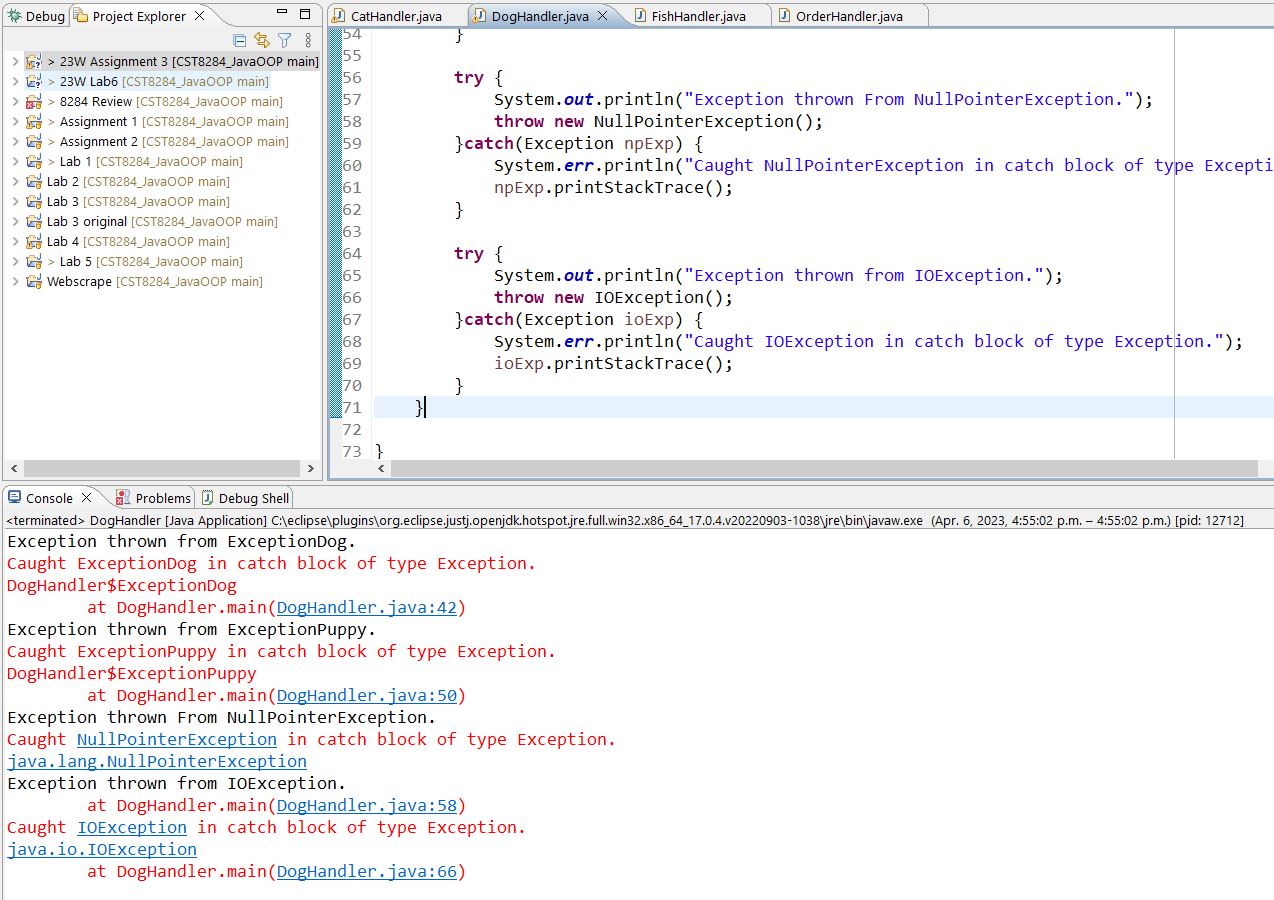 Debug Project Explorer
> 23W Assignment 3 [CST8284_JavaOOP main]
> 23W Lab6 [CST8284_JavaOOP main]
> 8284 Review [CST8284_JavaOOP main]
> Assignment 1 [CST8284_JavaOOP main]
> Assignment 2 [CST8284_JavaOOP main]
> Lab 1 [CST8284_JavaOOP main]
Lab 2 [CST8284_JavaOOP main]
Lab 3 [CST8284_JavaOOP main]
Lab 3 original [CST8284_JavaOOP main]
Lab 4 [CST8284_JavaOOP main]
> Lab 5 [CST8284_JavaOOP main]
Webscrape [CST8284_JavaOOP main]
CatHandler.java DogHandler.java FishHandler.java OrderHandler.java
54 }
55
56 try {
57 System.out.println("Exception thrown From NullPointerException.");
58 throw new NullPointerException();
59 }catch(Exception npExp) {
60 System.err.println("Caught NullPointerException in catch block of type Excepti
61 npExp.printStackTrace();
62 }
63
64 try {
65 System.out.println("Exception thrown from IOException.");
66 throw new IOException();
67 }catch(Exception ioExp) {
68 System.err.println("Caught IOException in catch block of type Exception.");
69 ioExp.printStackTrace();
70 }
71 }
72
73 }
Console Problems Debug Shell
<terminated> DogHandler [Java Application] C:\eclipse\plugins\org.eclipse.justj.openjdk.hotspot.jre.full.win32.x86_64_17.0.4.v20220903-1038\jre\bin\javaw.exe (Apr. 6, 2023, 4:55:02 p.m. – 4:55:02 p.m.) [pid: 12712]
Exception thrown from ExceptionDog.
Caught ExceptionDog in catch block of type Exception.
DogHandler$ExceptionDog
at DogHandler.main(DogHandler.java:42)
Exception thrown from ExceptionPuppy.
Caught ExceptionPuppy in catch block of type Exception.
DogHandler$ExceptionPuppy
at DogHandler.main(DogHandler.java:50)
Exception thrown From NullPointerException.
Caught NullPointerException in catch block of type Exception.
java.lang.NullPointerException
Exception thrown from IOException.
at DogHandler.main(DogHandler.java:58)
Caught IOException in catch block of type Exception.
java.io.IOException
at DogHandler.main(DogHandler.java:66)